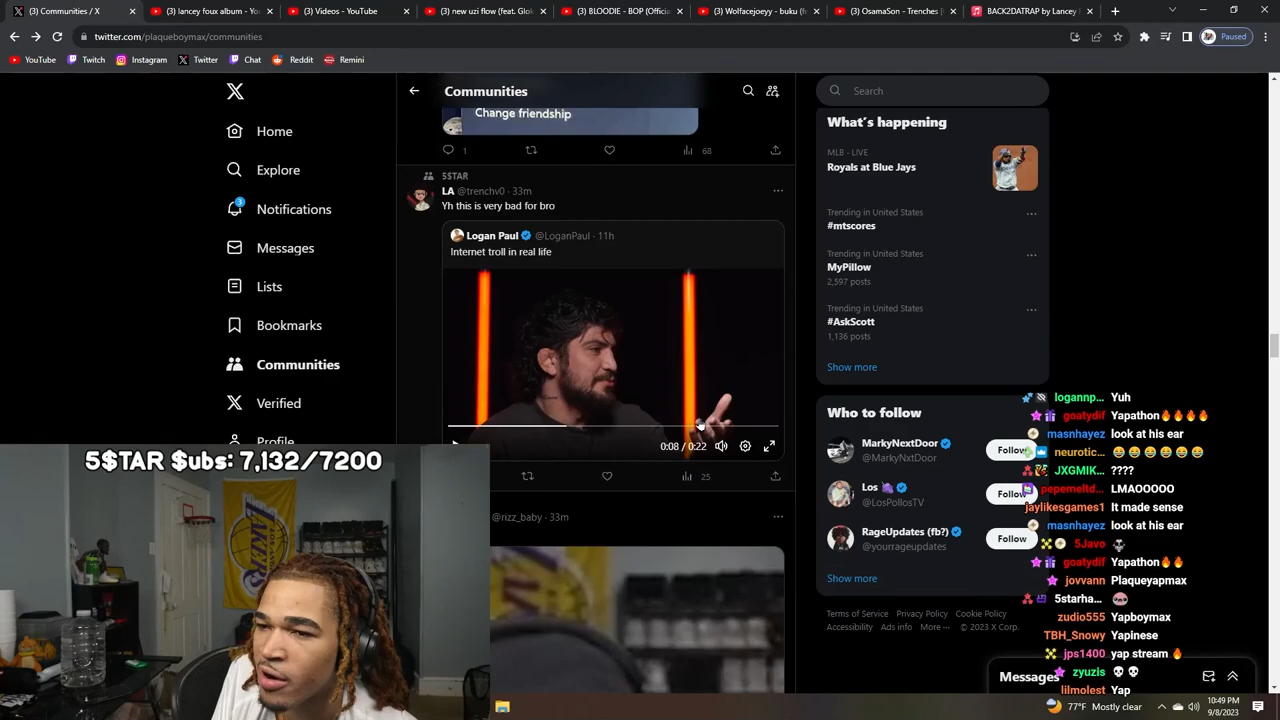 Communities / X
lancey foux album - Yo
(3) Videos - YouTube
(3) new uzi flow (feat. Glok
(3) BLOODIE - BOP (Officia
(3) Wolfacejoeyy - buku (f
(3) OsamaSon - Trenches [
BACK2DATRAP by Lancey F
twitter.com/plaqueboymax/communities
Paused
YouTube
Twitch
Instagram
Twitter
Chat
Reddit
Remini
Home
Explore
3
Notifications
Messages
Lists
Bookmarks
Communities
Verified
Profile
Communities
Change friendship
1
68
5$TAR
LA @trenchv0 · 33m
Yh this is very bad for bro
Logan Paul @LoganPaul · 11h
Internet troll in real life
0:08 / 0:22
25
@rizz_baby · 33m
Search
What's happening
MLB · LIVE
Royals at Blue Jays
Trending in United States
#mtscores
Trending in United States
MyPillow
2,597 posts
Trending in United States
#AskScott
1,136 posts
Show more
Who to follow
MarkyNextDoor
@MarkyNxtDoor
Follow
Los
@LosPollosTV
Follow
RageUpdates (fb?)
@yourrageupdates
Follow
Show more
Terms of Service Privacy Policy Cookie Policy
Accessibility Ads info More ··· © 2023 X Corp.
Messages
logannp... Yuh
goatydif Yapathon
masnhayez look at his ear
neurotic...
JXGMIK... ????
pepemeltd... LMAOOOOO
jaylikesgames1 It made sense
masnhayez look at his ear
5Javo
goatydif Yapathon
jovvann Plaqueyapmax
5starha...
zudio555 Yapboymax
TBH_Snowy Yapinese
jps1400 yap stream
zyuzis
lilmolest Yap
5$TAR $ubs: 7,132/7200
LAKERS
77°F Mostly clear
10:49 PM
9/8/2023